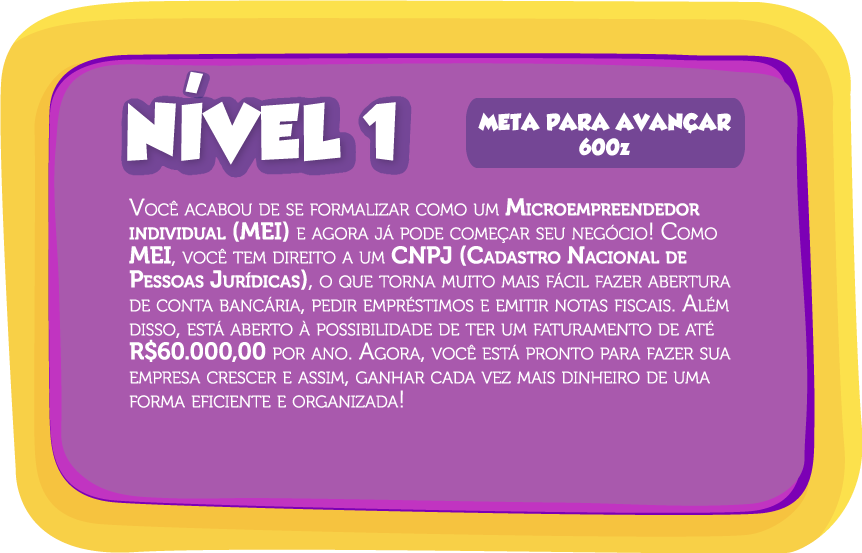 NÍVEL 1
META PARA AVANÇAR
600z
Você acabou de se formalizar como um Microempreendedor
individual (MEI) e agora já pode começar seu negócio! Como
MEI, você tem direito a um CNPJ (Cadastro Nacional de
Pessoas Jurídicas), o que torna muito mais fácil fazer abertura
de conta bancária, pedir empréstimos e emitir notas fiscais. Além
disso, está aberto à possibilidade de ter um faturamento de até
R$60.000,00 por ano. Agora, você está pronto para fazer sua
empresa crescer e assim, ganhar cada vez mais dinheiro de uma
forma eficiente e organizada!